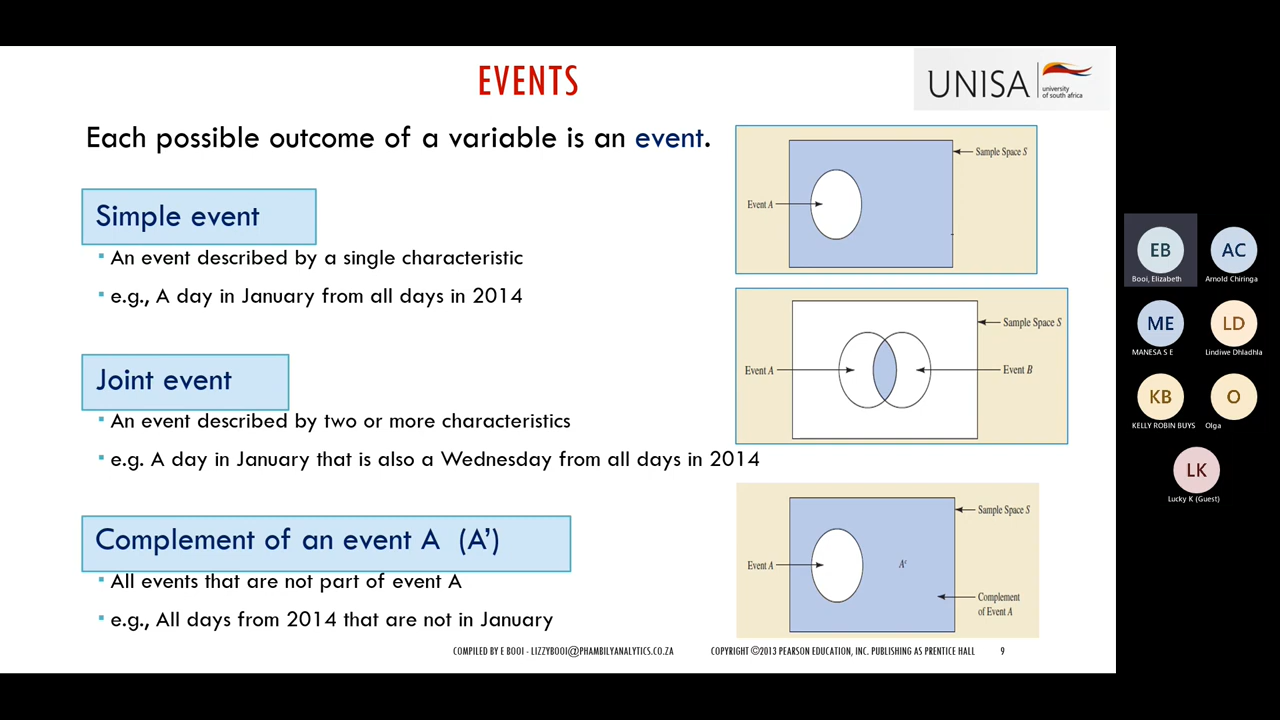 EVENTS
UNISA
university
of south africa
Each possible outcome of a variable is an event.
Simple event
An event described by a single characteristic
e.g., A day in January from all days in 2014
Sample Space S
Event A
Joint event
An event described by two or more characteristics
e.g. A day in January that is also a Wednesday from all days in 2014
Sample Space S
Event A
Event B
Complement of an event A (A’)
All events that are not part of event A
e.g., All days from 2014 that are not in January
Sample Space S
Event A
Aᶜ
Complement
of Event A
COMPILED BY E BOOI - LIZZYBOOI@PHAMBILYANALYTICS.CO.ZA
COPYRIGHT ©2013 PEARSON EDUCATION, INC. PUBLISHING AS PRENTICE HALL
9
EB
Booi, Elizabeth
AC
Arnold Chiringa
ME
MANESA S E
LD
Lindiwe Dhladhla
KB
KELLY ROBIN BUYS
O
Olga
LK
Lucky K (Guest)